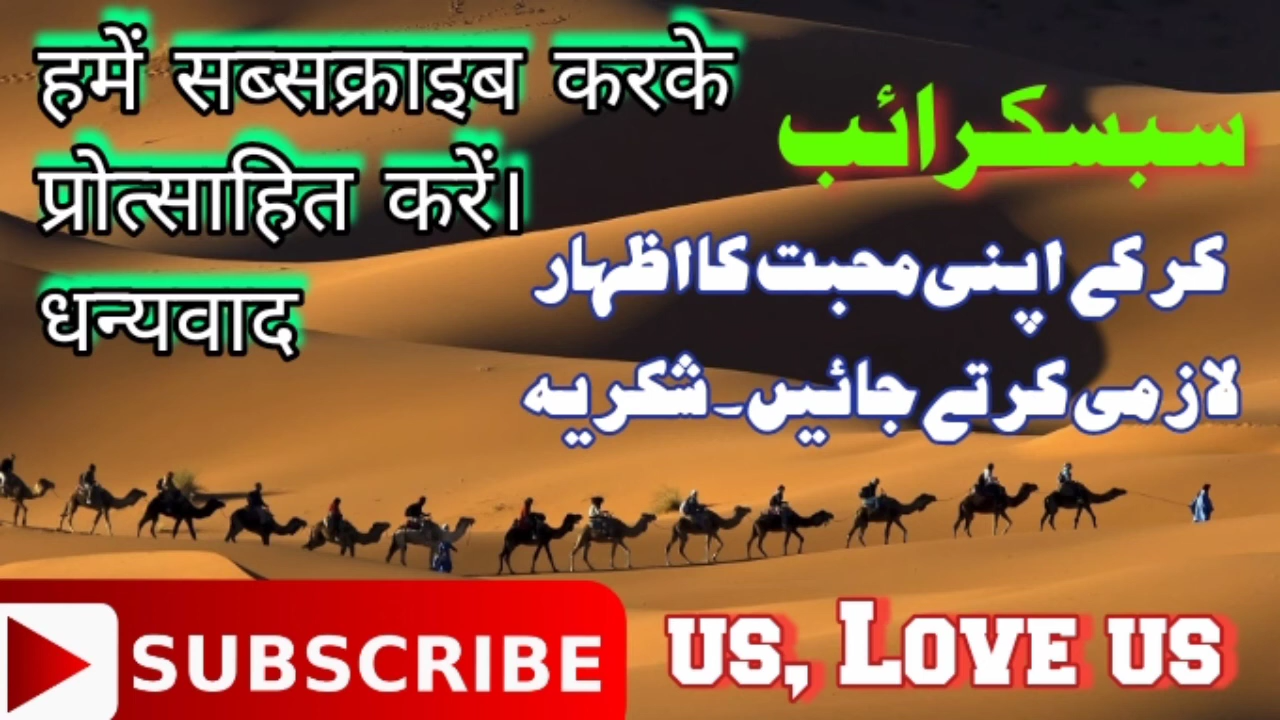 हमें सब्सक्राइब करके
प्रोत्साहित करें।
धन्यवाद
سبسکرائب
کر کے اپنی محبت کا اظہار
لازمی کرتے جائیں۔ شکریہ
SUBSCRIBE
US, LOVE US